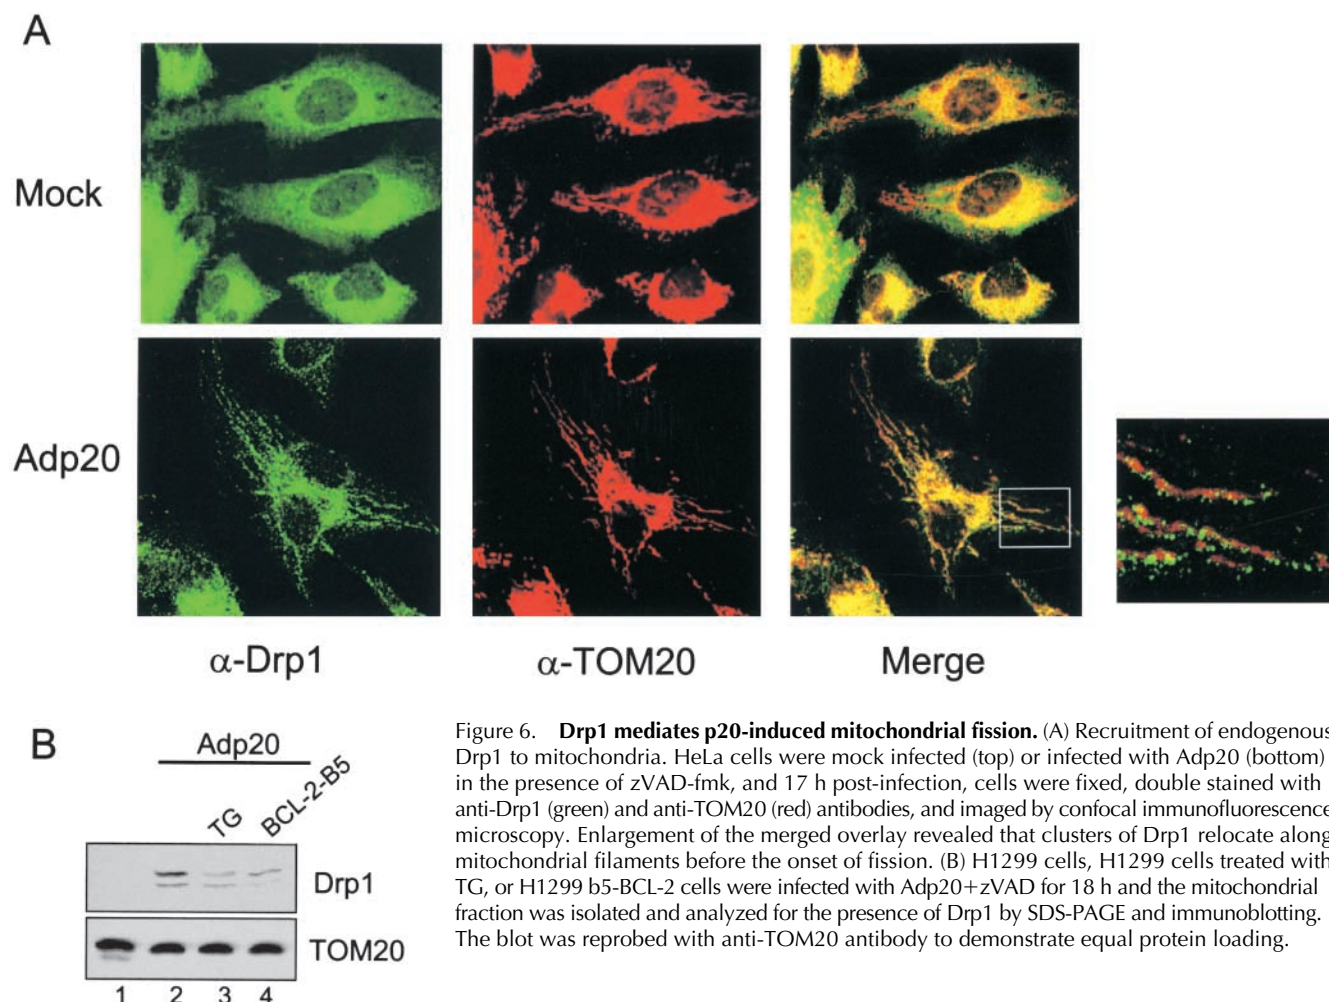 A
Mock
Adp20
α-Drp1 α-TOM20 Merge
B
Adp20
TG BCL-2-B5
Drp1
TOM20
1 2 3 4
Figure 6. Drp1 mediates p20-induced mitochondrial fission. (A) Recruitment of endogenous
Drp1 to mitochondria. HeLa cells were mock infected (top) or infected with Adp20 (bottom)
in the presence of zVAD-fmk, and 17 h post-infection, cells were fixed, double stained with
anti-Drp1 (green) and anti-TOM20 (red) antibodies, and imaged by confocal immunofluorescence
microscopy. Enlargement of the merged overlay revealed that clusters of Drp1 relocate along
mitochondrial filaments before the onset of fission. (B) H1299 cells, H1299 cells treated with
TG, or H1299 b5-BCL-2 cells were infected with Adp20+zVAD for 18 h and the mitochondrial
fraction was isolated and analyzed for the presence of Drp1 by SDS-PAGE and immunoblotting.
The blot was reprobed with anti-TOM20 antibody to demonstrate equal protein loading.